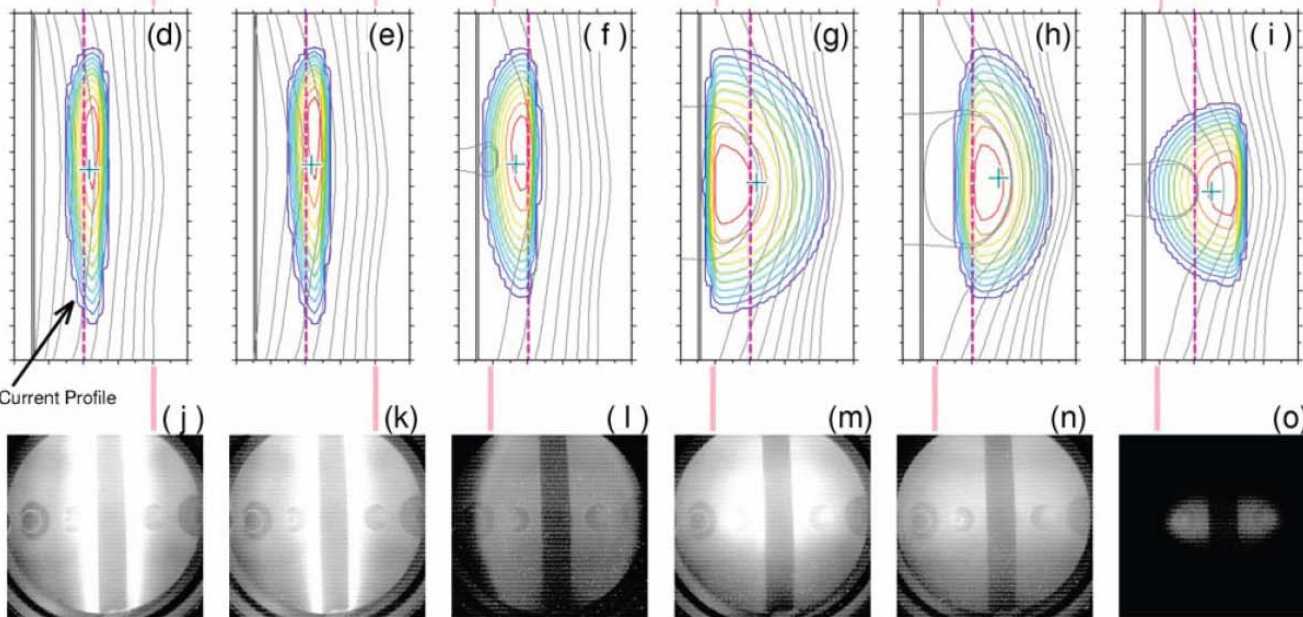 (d)
(e)
( f )
(g)
(h)
( i )
Current Profile
( j )
(k)
( l )
(m)
(n)
(o)